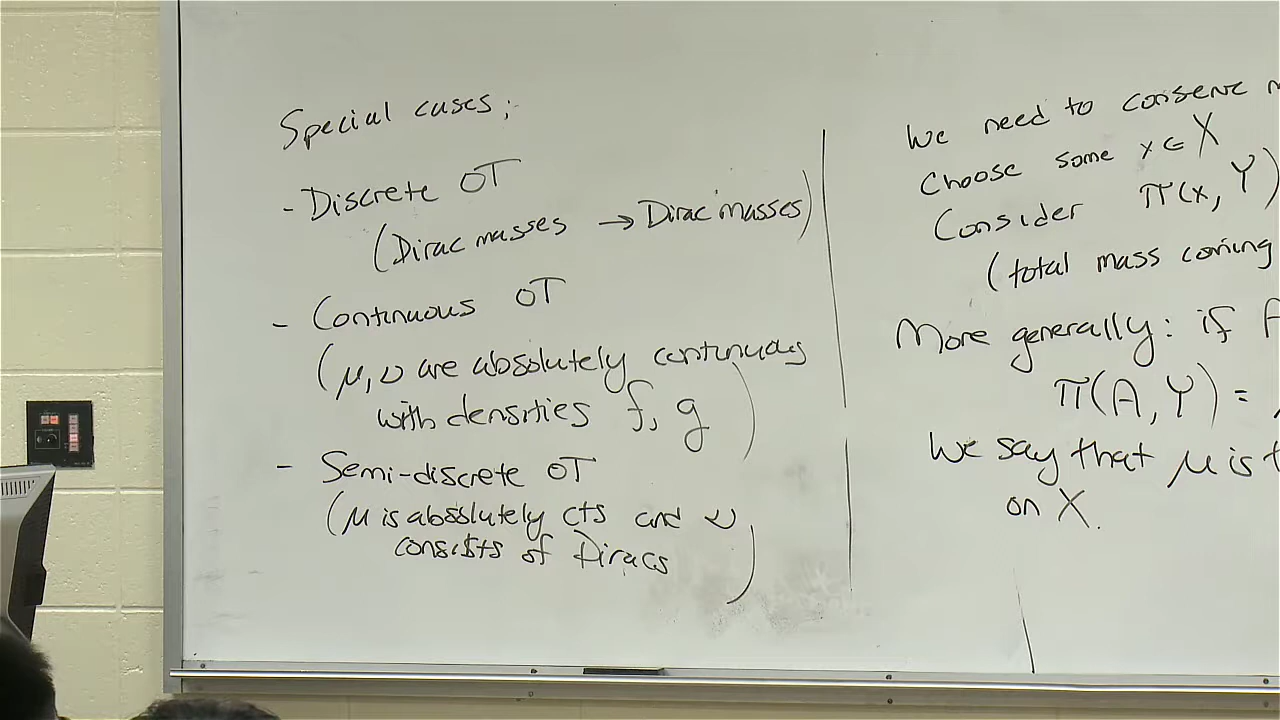 Special cases:
- Discrete OT
(Dirac masses → Dirac masses)
- Continuous OT
(μ, ν are absolutely continuous
with densities f, g)
- Semi-discrete OT
(μ is absolutely cts and ν
consists of Diracs)
We need to conserve
Choose some x ∈ X
Consider π(x, Y)
(total mass coming
More generally: if A
π(A, Y) =
We say that μ is
on X.